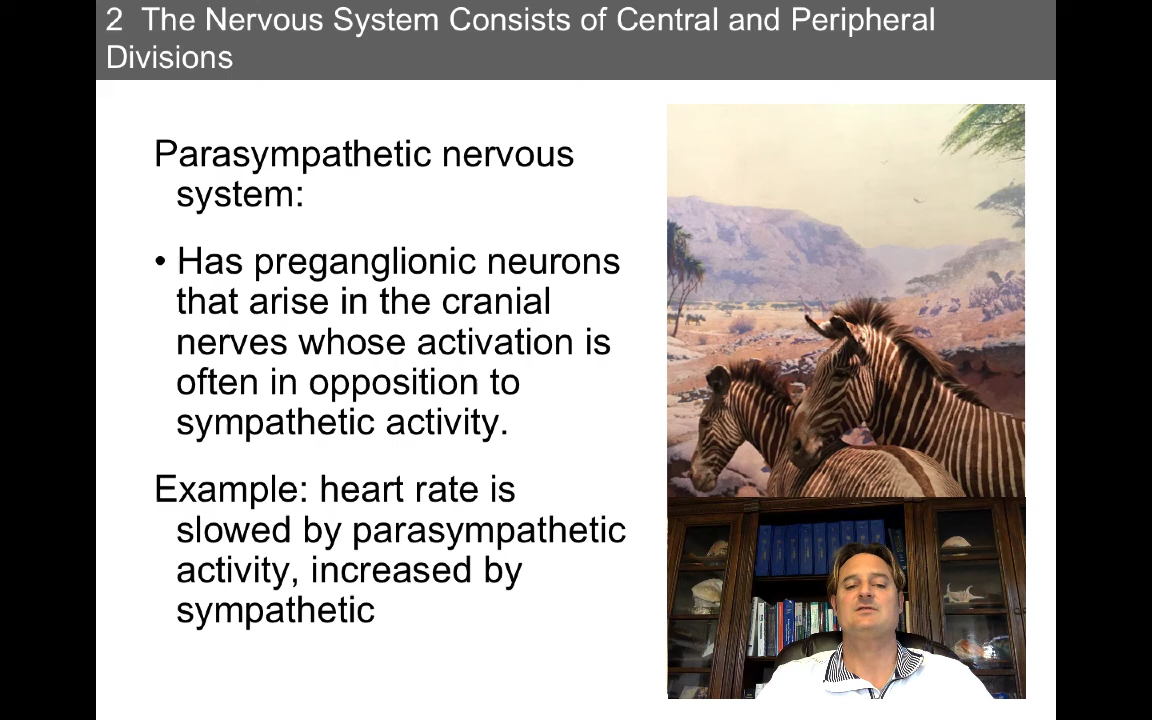 2 The Nervous System Consists of Central and Peripheral
Divisions
Parasympathetic nervous
system:
• Has preganglionic neurons
that arise in the cranial
nerves whose activation is
often in opposition to
sympathetic activity.
Example: heart rate is
slowed by parasympathetic
activity, increased by
sympathetic